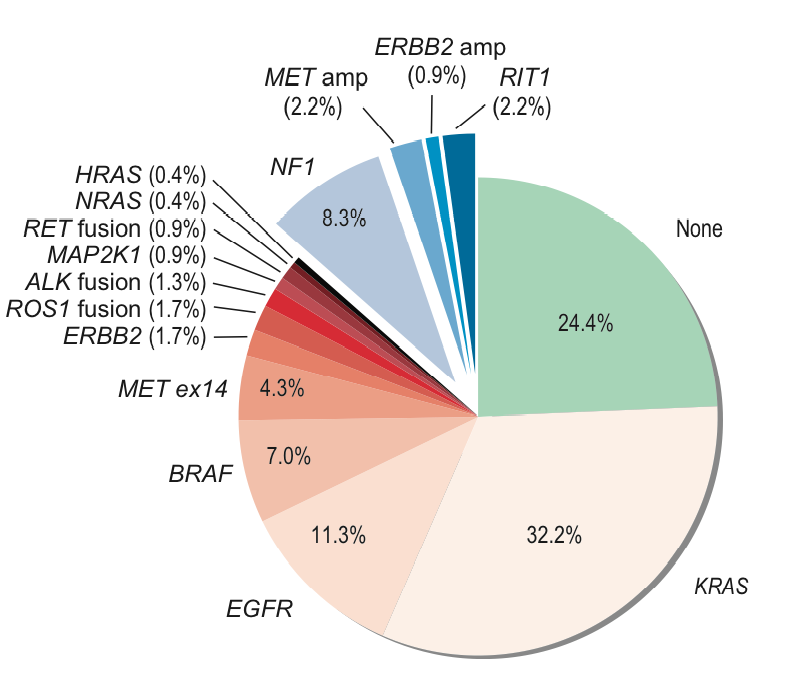 ERBB2 amp
(0.9%)
MET amp
(2.2%)
RIT1
(2.2%)
NF1
8.3%
HRAS (0.4%)
NRAS (0.4%)
RET fusion (0.9%)
MAP2K1 (0.9%)
ALK fusion (1.3%)
ROS1 fusion (1.7%)
ERBB2 (1.7%)
MET ex14
4.3%
BRAF
7.0%
EGFR
11.3%
None
24.4%
32.2%
KRAS